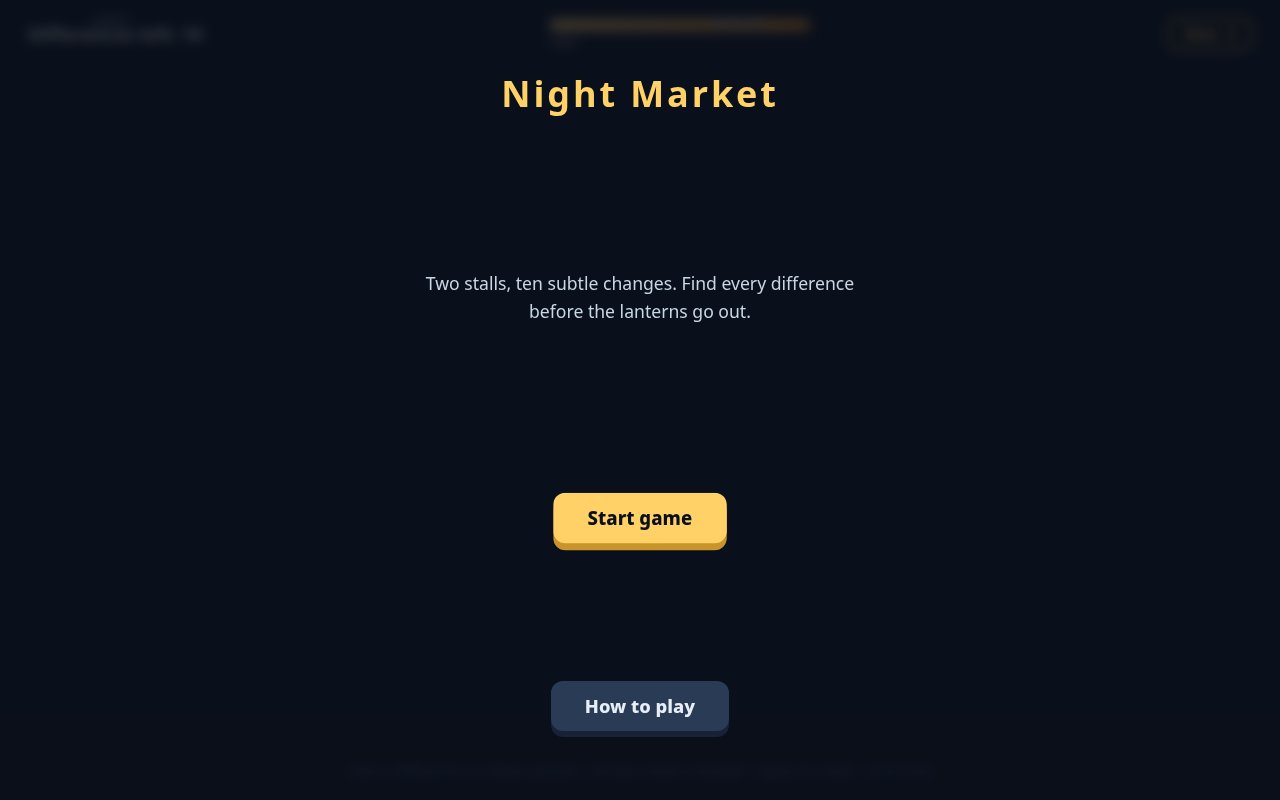 Night Market
Two stalls, ten subtle changes. Find every difference
before the lanterns go out.
Start game
How to play